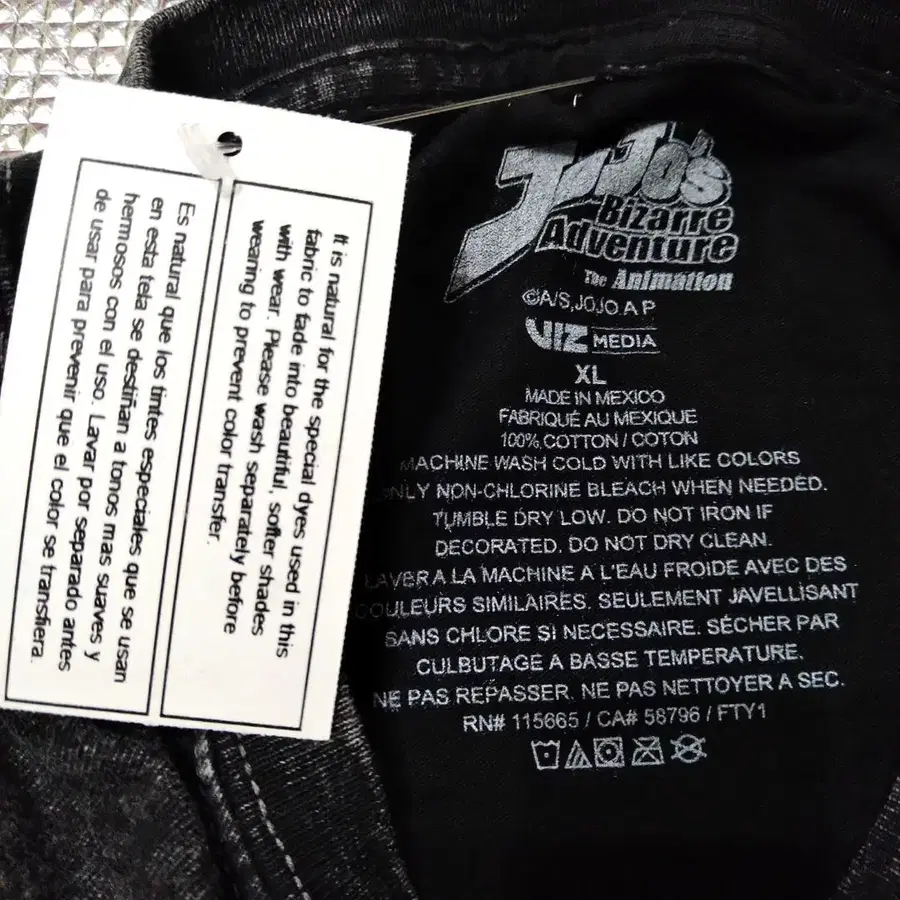 Es natural que los tintes especiales que se usan
en esta tela se destiñan a tonos mas suaves y
hermosos con el uso. Lavar por separado antes
de usar para prevenir que el color se transfiera.
It is natural for the special dyes used in this
fabric to fade into beautiful, softer shades
with wear. Please wash separately before
wearing to prevent color transfer.
JoJo's
Bizarre
Adventure
The Animation
©A/S,JOJO.A.P
VIZ MEDIA
XL
MADE IN MEXICO
FABRIQUÉ AU MEXIQUE
100% COTTON / COTON
MACHINE WASH COLD WITH LIKE COLORS
ONLY NON-CHLORINE BLEACH WHEN NEEDED.
TUMBLE DRY LOW. DO NOT IRON IF
DECORATED. DO NOT DRY CLEAN.
LAVER A LA MACHINE A L'EAU FROIDE AVEC DES
COULEURS SIMILAIRES. SEULEMENT JAVELLISANT
SANS CHLORE SI NECESSAIRE. SÉCHER PAR
CULBUTAGE A BASSE TEMPERATURE.
NE PAS REPASSER. NE PAS NETTOYER A SEC.
RN# 115665 / CA# 58796 / FTY1